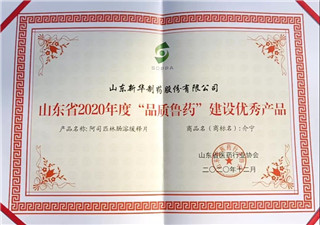 山东新华制药股份有限公司
山东省2020年度“品质鲁药”建设优秀产品
产品名称:阿司匹林肠溶缓释片 商品名(商标名):介宁
山东省医药行业协会
二〇二〇年十二月